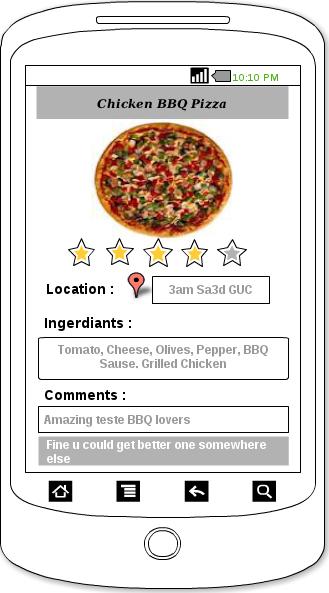 10:10 PM
Chicken BBQ Pizza
Location :
3am Sa3d GUC
Ingerdiants :
Tomato, Cheese, Olives, Pepper, BBQ
Sause. Grilled Chicken
Comments :
Amazing teste BBQ lovers
Fine u could get better one somewhere
else